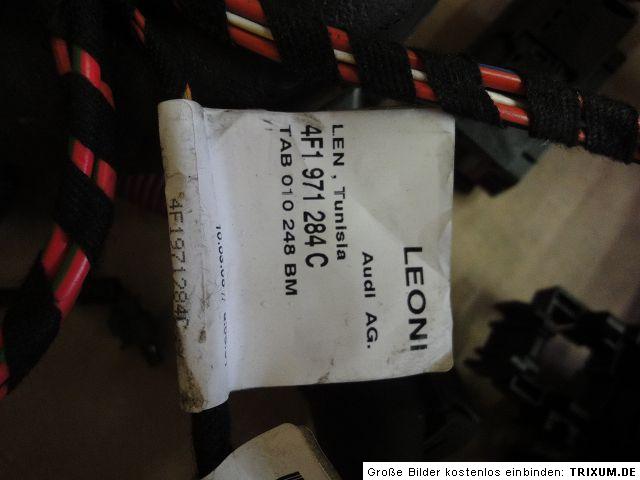 LEONI
Audi AG.
LEN , Tunisia
4F1 971 284 C
TAB 010 248 BM
4F1971284C
Große Bilder kostenlos einbinden: TRIXUM.DE